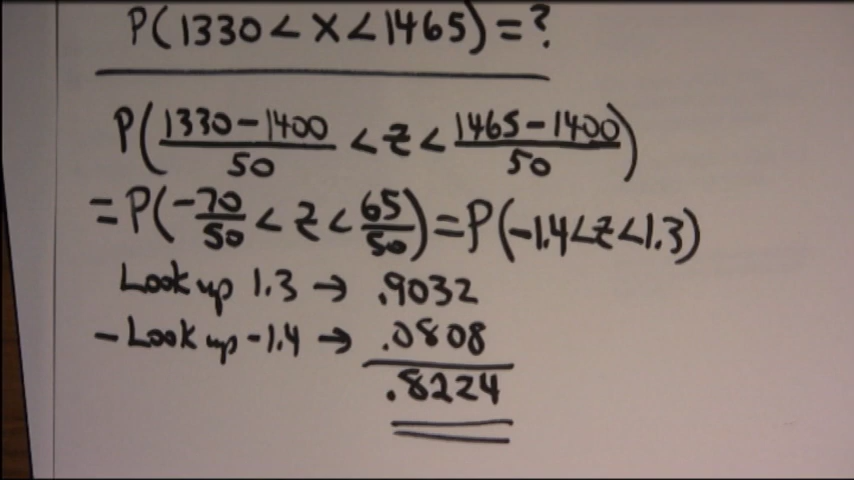 P(1330 < X < 1465) = ?
P(1330-1400/50 < z < 1465-1400/50)
= P(-70/50 < z < 65/50) = P(-1.4 < z < 1.3)
Look up 1.3 → .9032
- Look up -1.4 → .0808
.8224